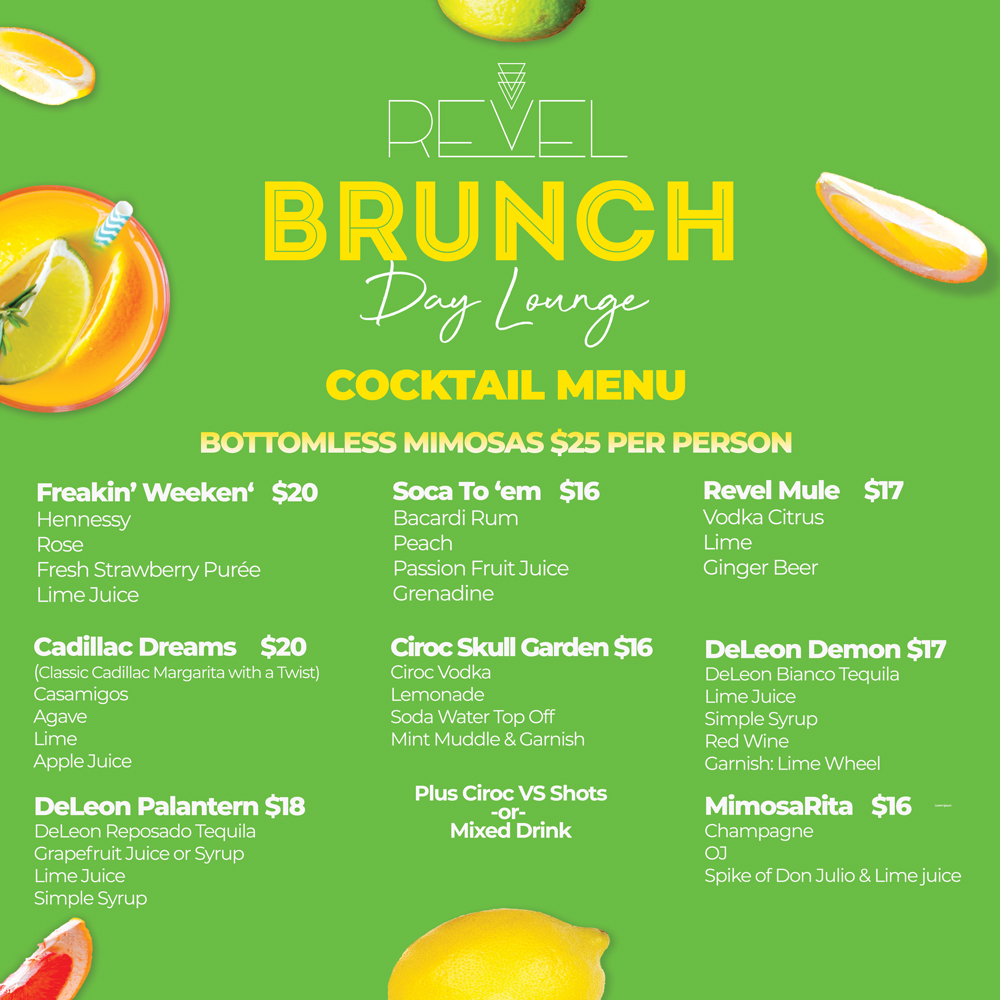 REVEL
BRUNCH
Day Lounge
COCKTAIL MENU
BOTTOMLESS MIMOSAS $25 PER PERSON
Freakin’ Weeken‘ $20
Hennessy
Rose
Fresh Strawberry Purée
Lime Juice
Soca To ‘em $16
Bacardi Rum
Peach
Passion Fruit Juice
Grenadine
Revel Mule $17
Vodka Citrus
Lime
Ginger Beer
Cadillac Dreams $20
(Classic Cadillac Margarita with a Twist)
Casamigos
Agave
Lime
Apple Juice
Ciroc Skull Garden $16
Ciroc Vodka
Lemonade
Soda Water Top Off
Mint Muddle & Garnish
DeLeon Demon $17
DeLeon Bianco Tequila
Lime Juice
Simple Syrup
Red Wine
Garnish: Lime Wheel
DeLeon Palantern $18
DeLeon Reposado Tequila
Grapefruit Juice or Syrup
Lime Juice
Simple Syrup
Plus Ciroc VS Shots
-or-
Mixed Drink
MimosaRita $16
Champagne
OJ
Spike of Don Julio & Lime juice